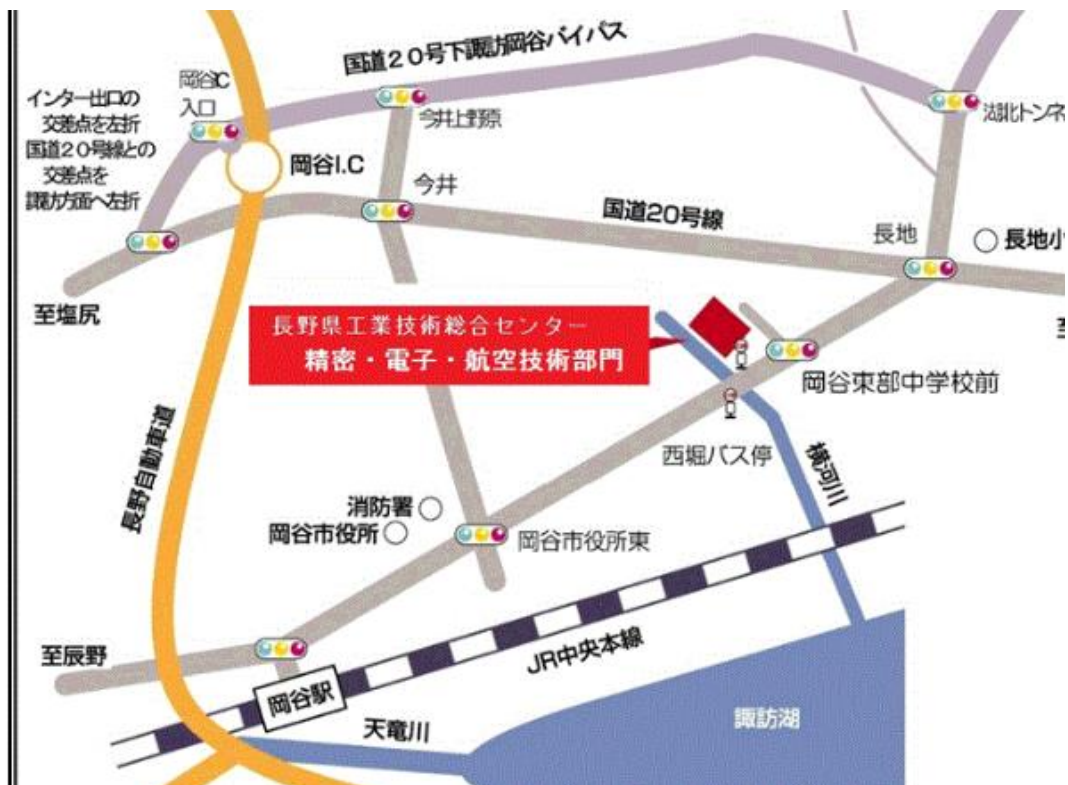 国道20号下諏訪岡谷バイパス
岡谷IC
入口
インター出口の
交差点を左折
国道20号線との
交差点を
諏訪方面へ左折
今井上野原
湖北トンネ
岡谷I.C
今井
国道20号線
長地
長地小
至塩尻
長野県工業技術総合センター
精密・電子・航空技術部門
岡谷東部中学校前
西堀バス停
横河川
長野自動車道
消防署
岡谷市役所
岡谷市役所東
至辰野
JR中央本線
岡谷駅
天竜川
諏訪湖